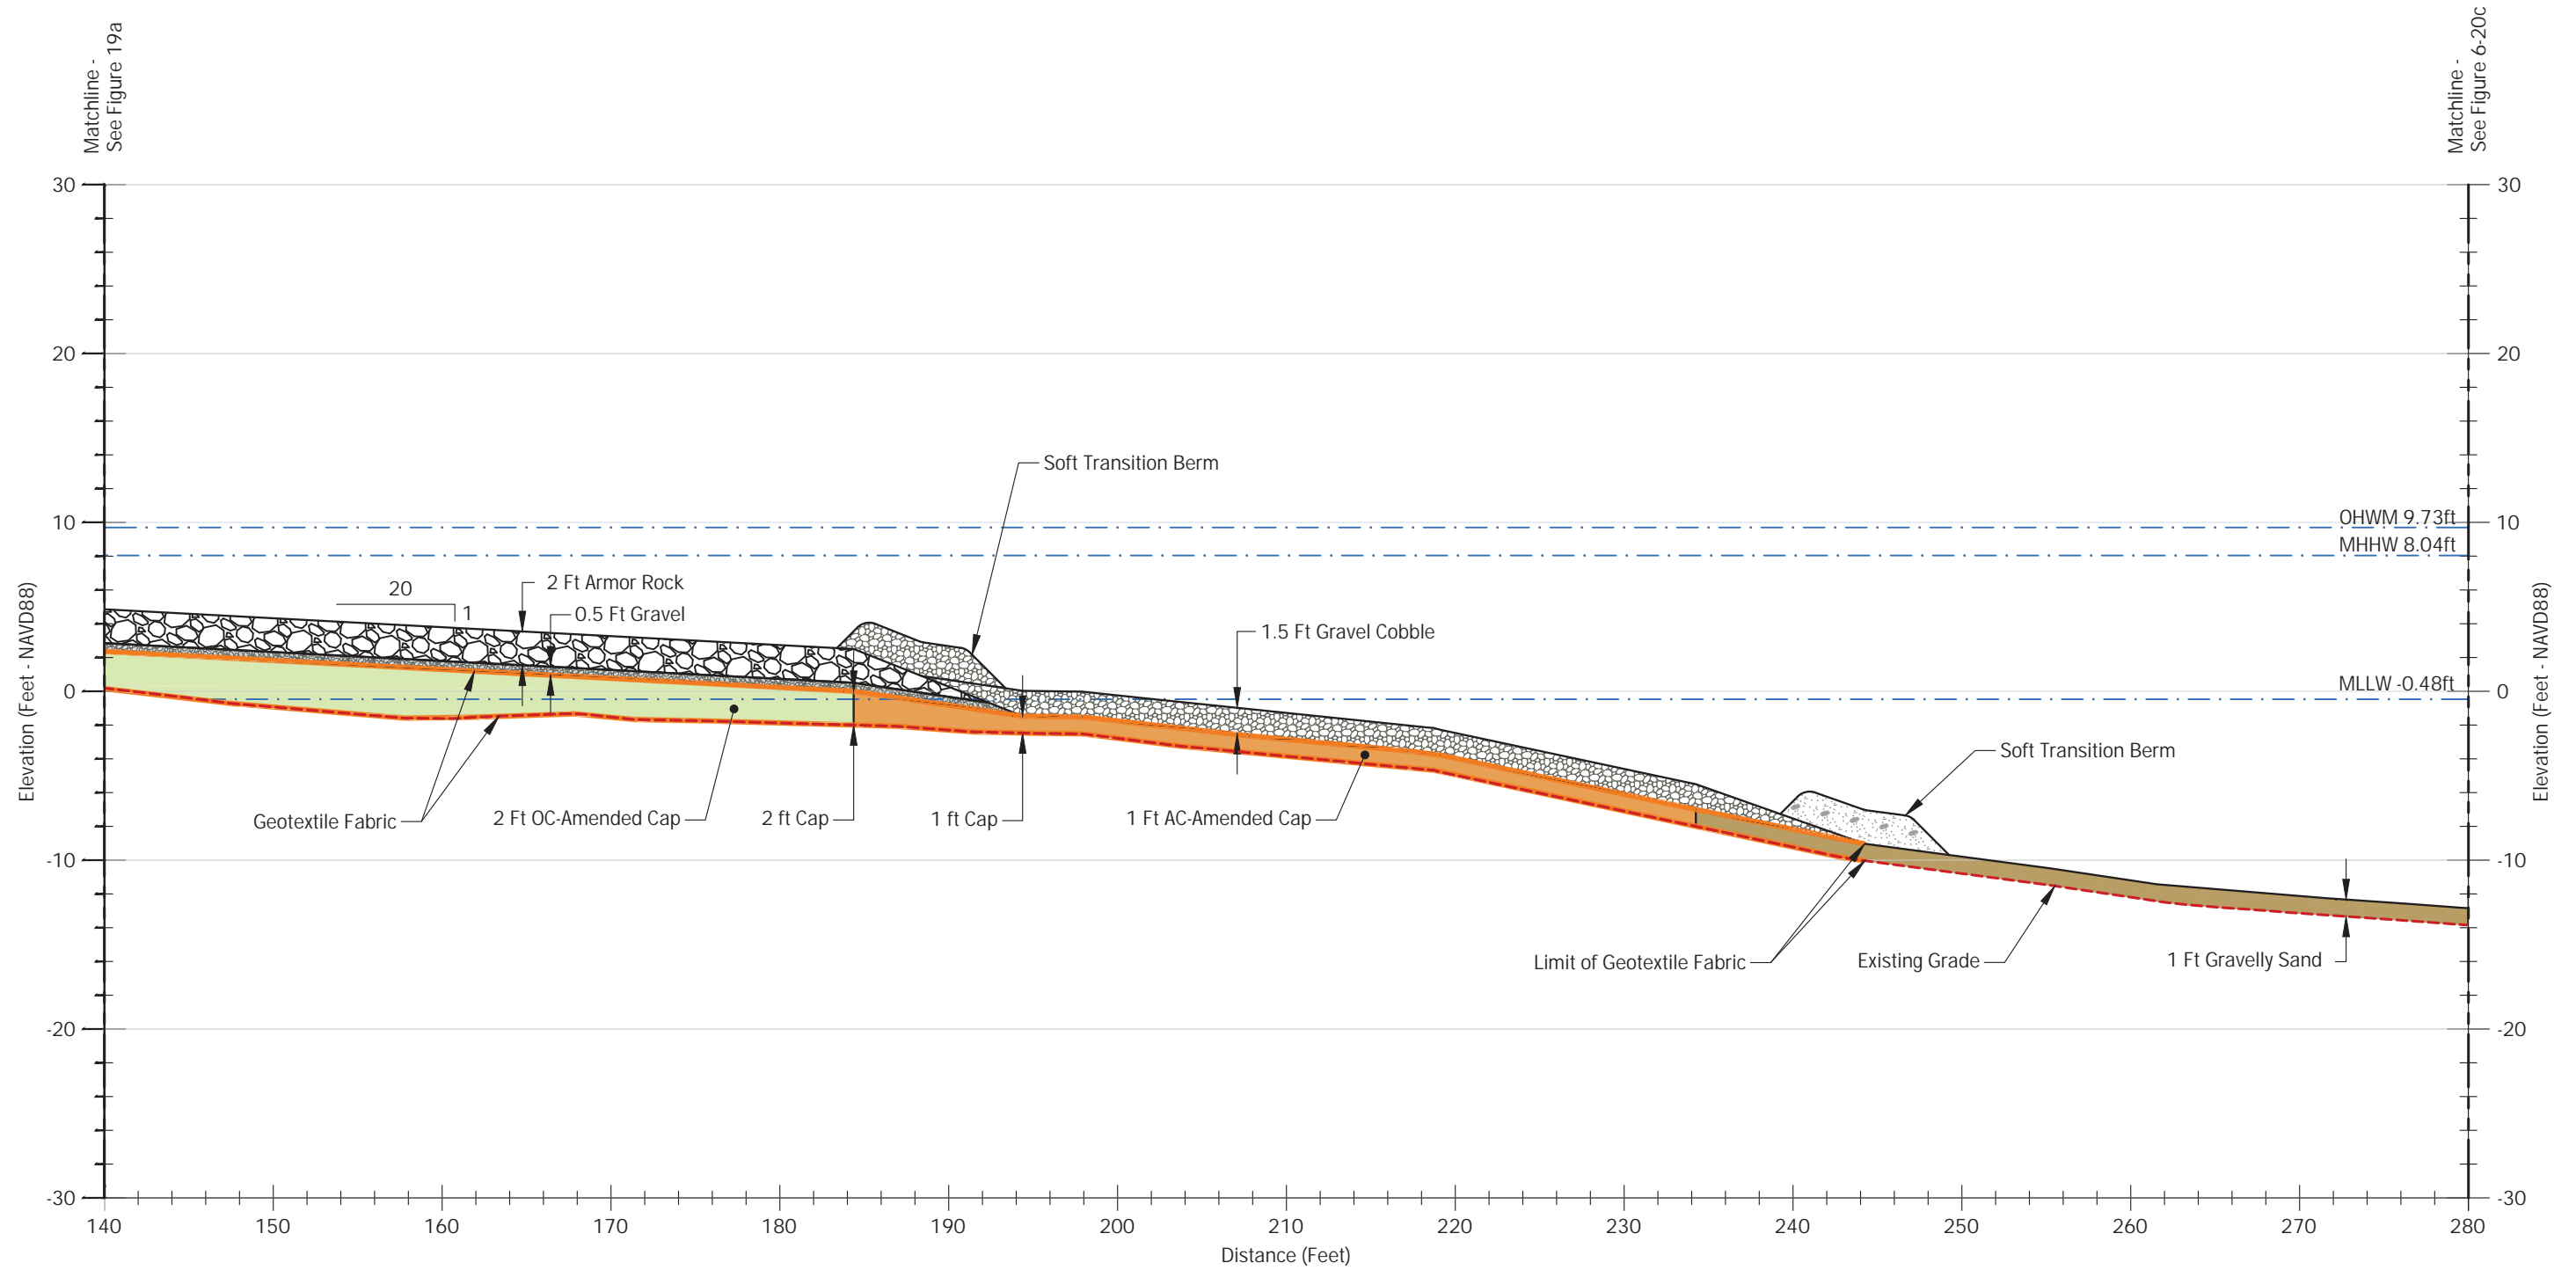 Matchline -
See Figure 19a
Matchline -
See Figure 6-20c
30
30
20
20
Soft Transition Berm
10
OHWM 9.73ft
10
MHHW 8.04ft
20
1
2 Ft Armor Rock
0.5 Ft Gravel
1.5 Ft Gravel Cobble
Elevation (Feet - NAVD88)
Elevation (Feet - NAVD88)
0
MLLW -0.48ft
0
Soft Transition Berm
Geotextile Fabric
2 Ft OC-Amended Cap
2 ft Cap
1 ft Cap
1 Ft AC-Amended Cap
-10
-10
Limit of Geotextile Fabric
Existing Grade
1 Ft Gravelly Sand
-20
-20
-30
-30
140 150 160 170 180 190 200 210 220 230 240 250 260 270 280
Distance (Feet)